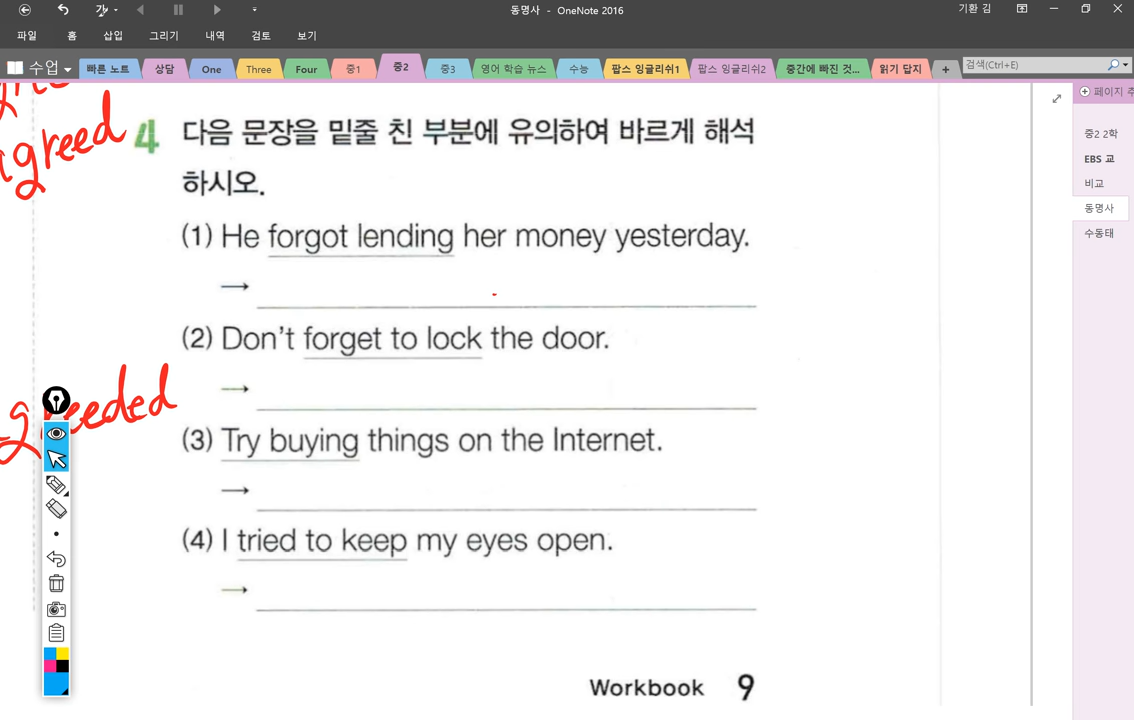 동명사 - OneNote 2016
기환 김
파일 홈 삽입 그리기 내역 검토 보기
수업 빠른 노트 상담 One Three Four 중1 중2 중3 영어 학습 뉴스 수능 팝스 잉글리쉬1 팝스 잉글리쉬2 중간에 빠진 것... 읽기 답지 + 검색(Ctrl+E)
페이지 추
중2 2학
EBS 교
비교
동명사
수동태
agreed
4 다음 문장을 밑줄 친 부분에 유의하여 바르게 해석
하시오.
(1) He forgot lending her money yesterday.
→
(2) Don't forget to lock the door.
→
(3) Try buying things on the Internet.
→
(4) I tried to keep my eyes open.
→
Workbook 9